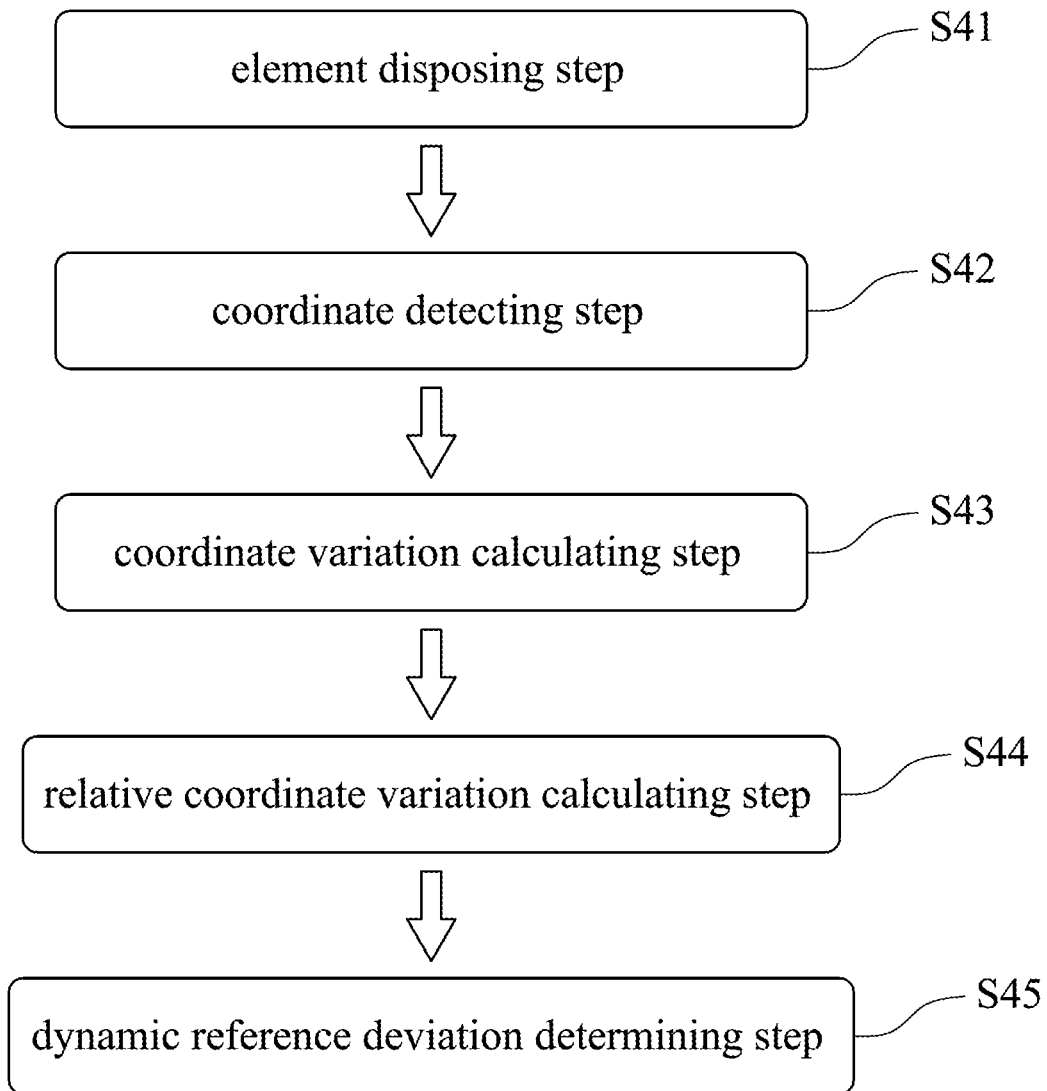 S41
element disposing step
S42
coordinate detecting step
S43
coordinate variation calculating step
S44
relative coordinate variation calculating step
S45
dynamic reference deviation determining step